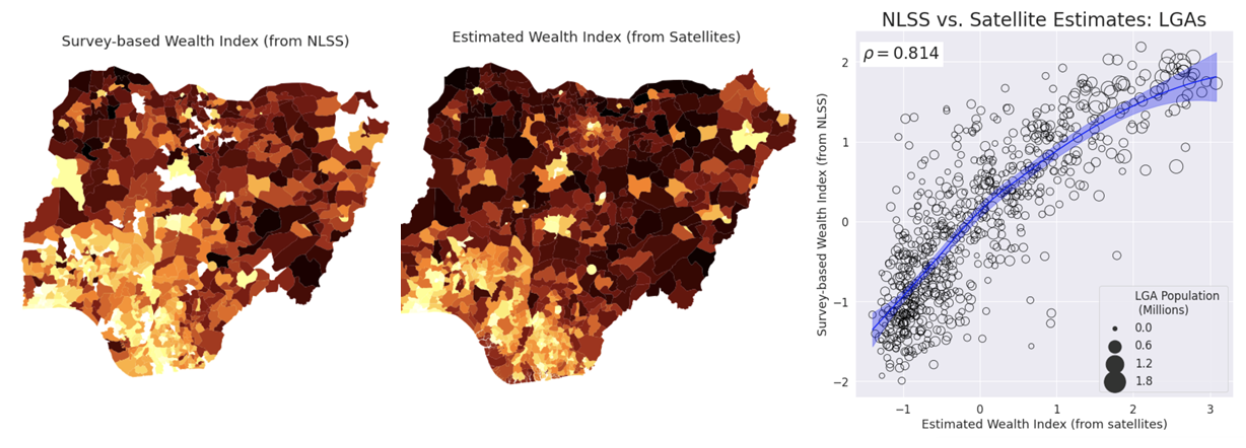 Survey-based Wealth Index (from NLSS)
Estimated Wealth Index (from Satellites)
NLSS vs. Satellite Estimates: LGAs
ρ = 0.814
Survey-based Wealth Index (from NLSS)
2
1
0
−1
−2
LGA Population
(Millions)
0.0
0.6
1.2
1.8
−1 0 1 2 3
Estimated Wealth Index (from satellites)